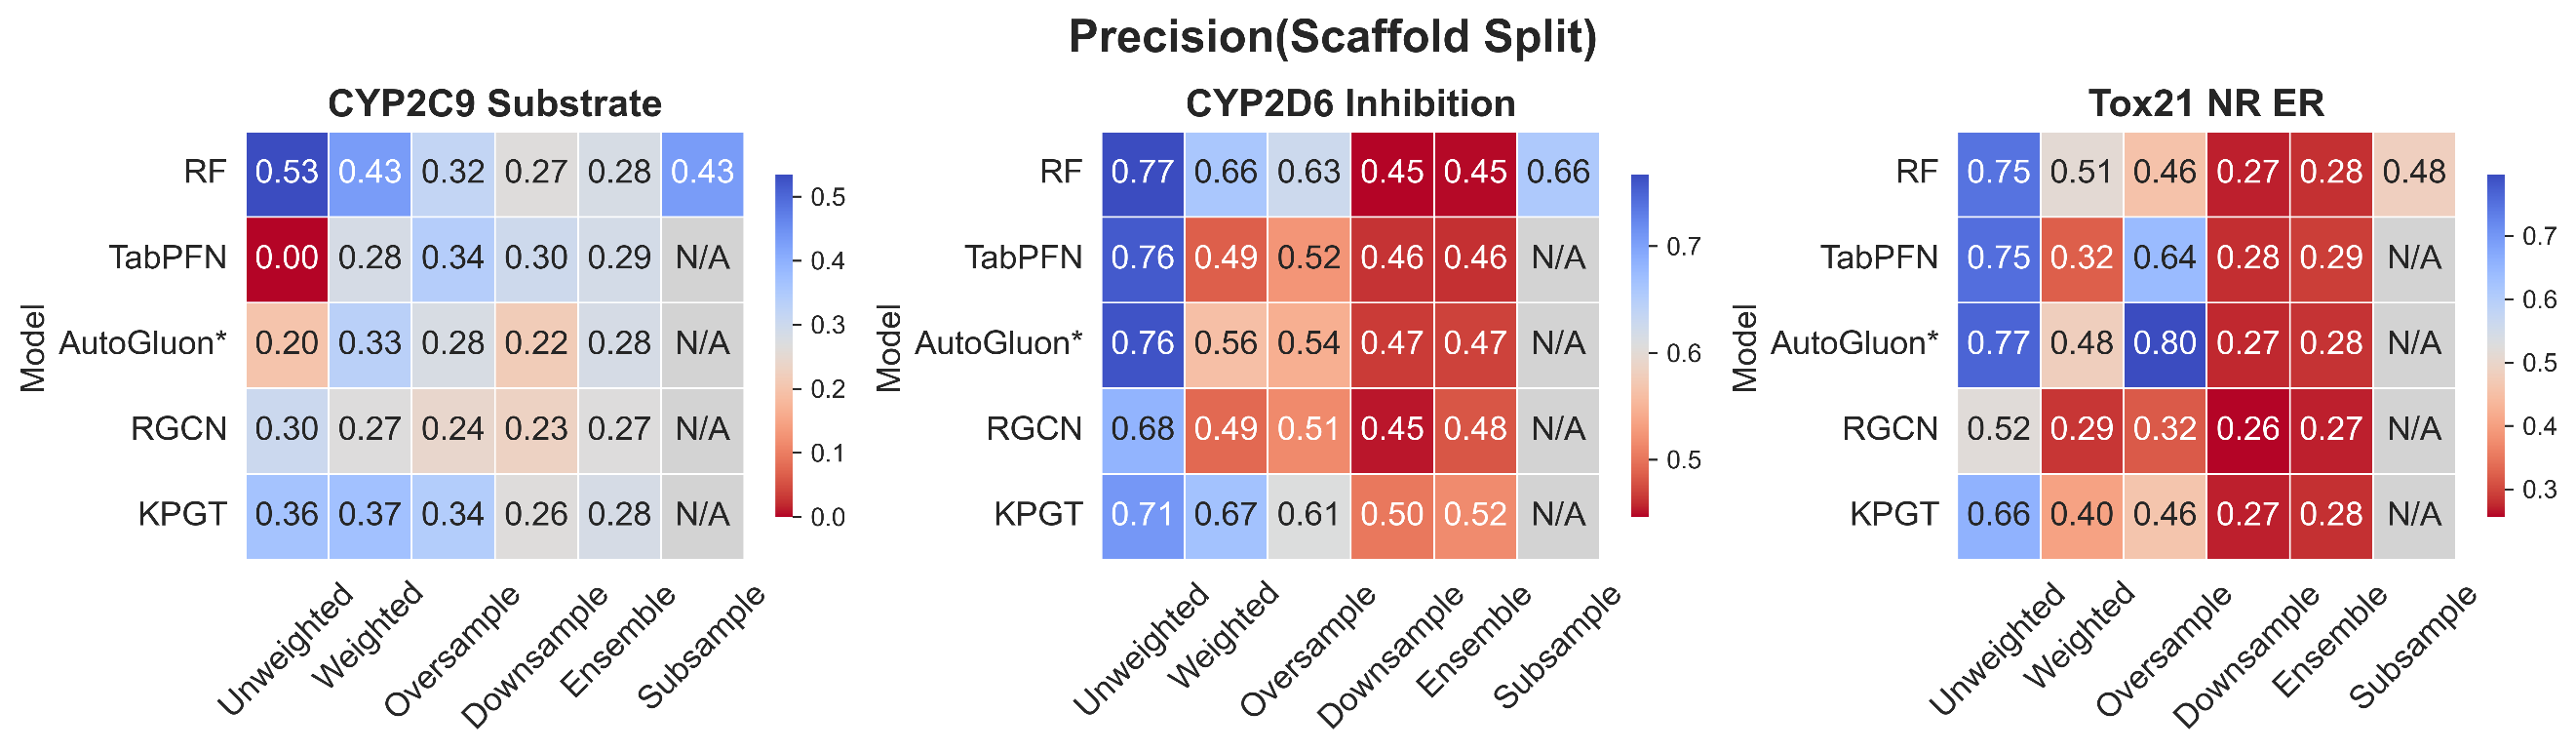 Precision(Scaffold Split)
CYP2C9 Substrate
Model
RF 0.53 0.43 0.32 0.27 0.28 0.43
TabPFN 0.00 0.28 0.34 0.30 0.29 N/A
AutoGluon* 0.20 0.33 0.28 0.22 0.28 N/A
RGCN 0.30 0.27 0.24 0.23 0.27 N/A
KPGT 0.36 0.37 0.34 0.26 0.28 N/A
Unweighted Weighted Oversample Downsample Ensemble Subsample
0.5
0.4
0.3
0.2
0.1
0.0
CYP2D6 Inhibition
Model
RF 0.77 0.66 0.63 0.45 0.45 0.66
TabPFN 0.76 0.49 0.52 0.46 0.46 N/A
AutoGluon* 0.76 0.56 0.54 0.47 0.47 N/A
RGCN 0.68 0.49 0.51 0.45 0.48 N/A
KPGT 0.71 0.67 0.61 0.50 0.52 N/A
Unweighted Weighted Oversample Downsample Ensemble Subsample
0.7
0.6
0.5
Tox21 NR ER
Model
RF 0.75 0.51 0.46 0.27 0.28 0.48
TabPFN 0.75 0.32 0.64 0.28 0.29 N/A
AutoGluon* 0.77 0.48 0.80 0.27 0.28 N/A
RGCN 0.52 0.29 0.32 0.26 0.27 N/A
KPGT 0.66 0.40 0.46 0.27 0.28 N/A
Unweighted Weighted Oversample Downsample Ensemble Subsample
0.7
0.6
0.5
0.4
0.3